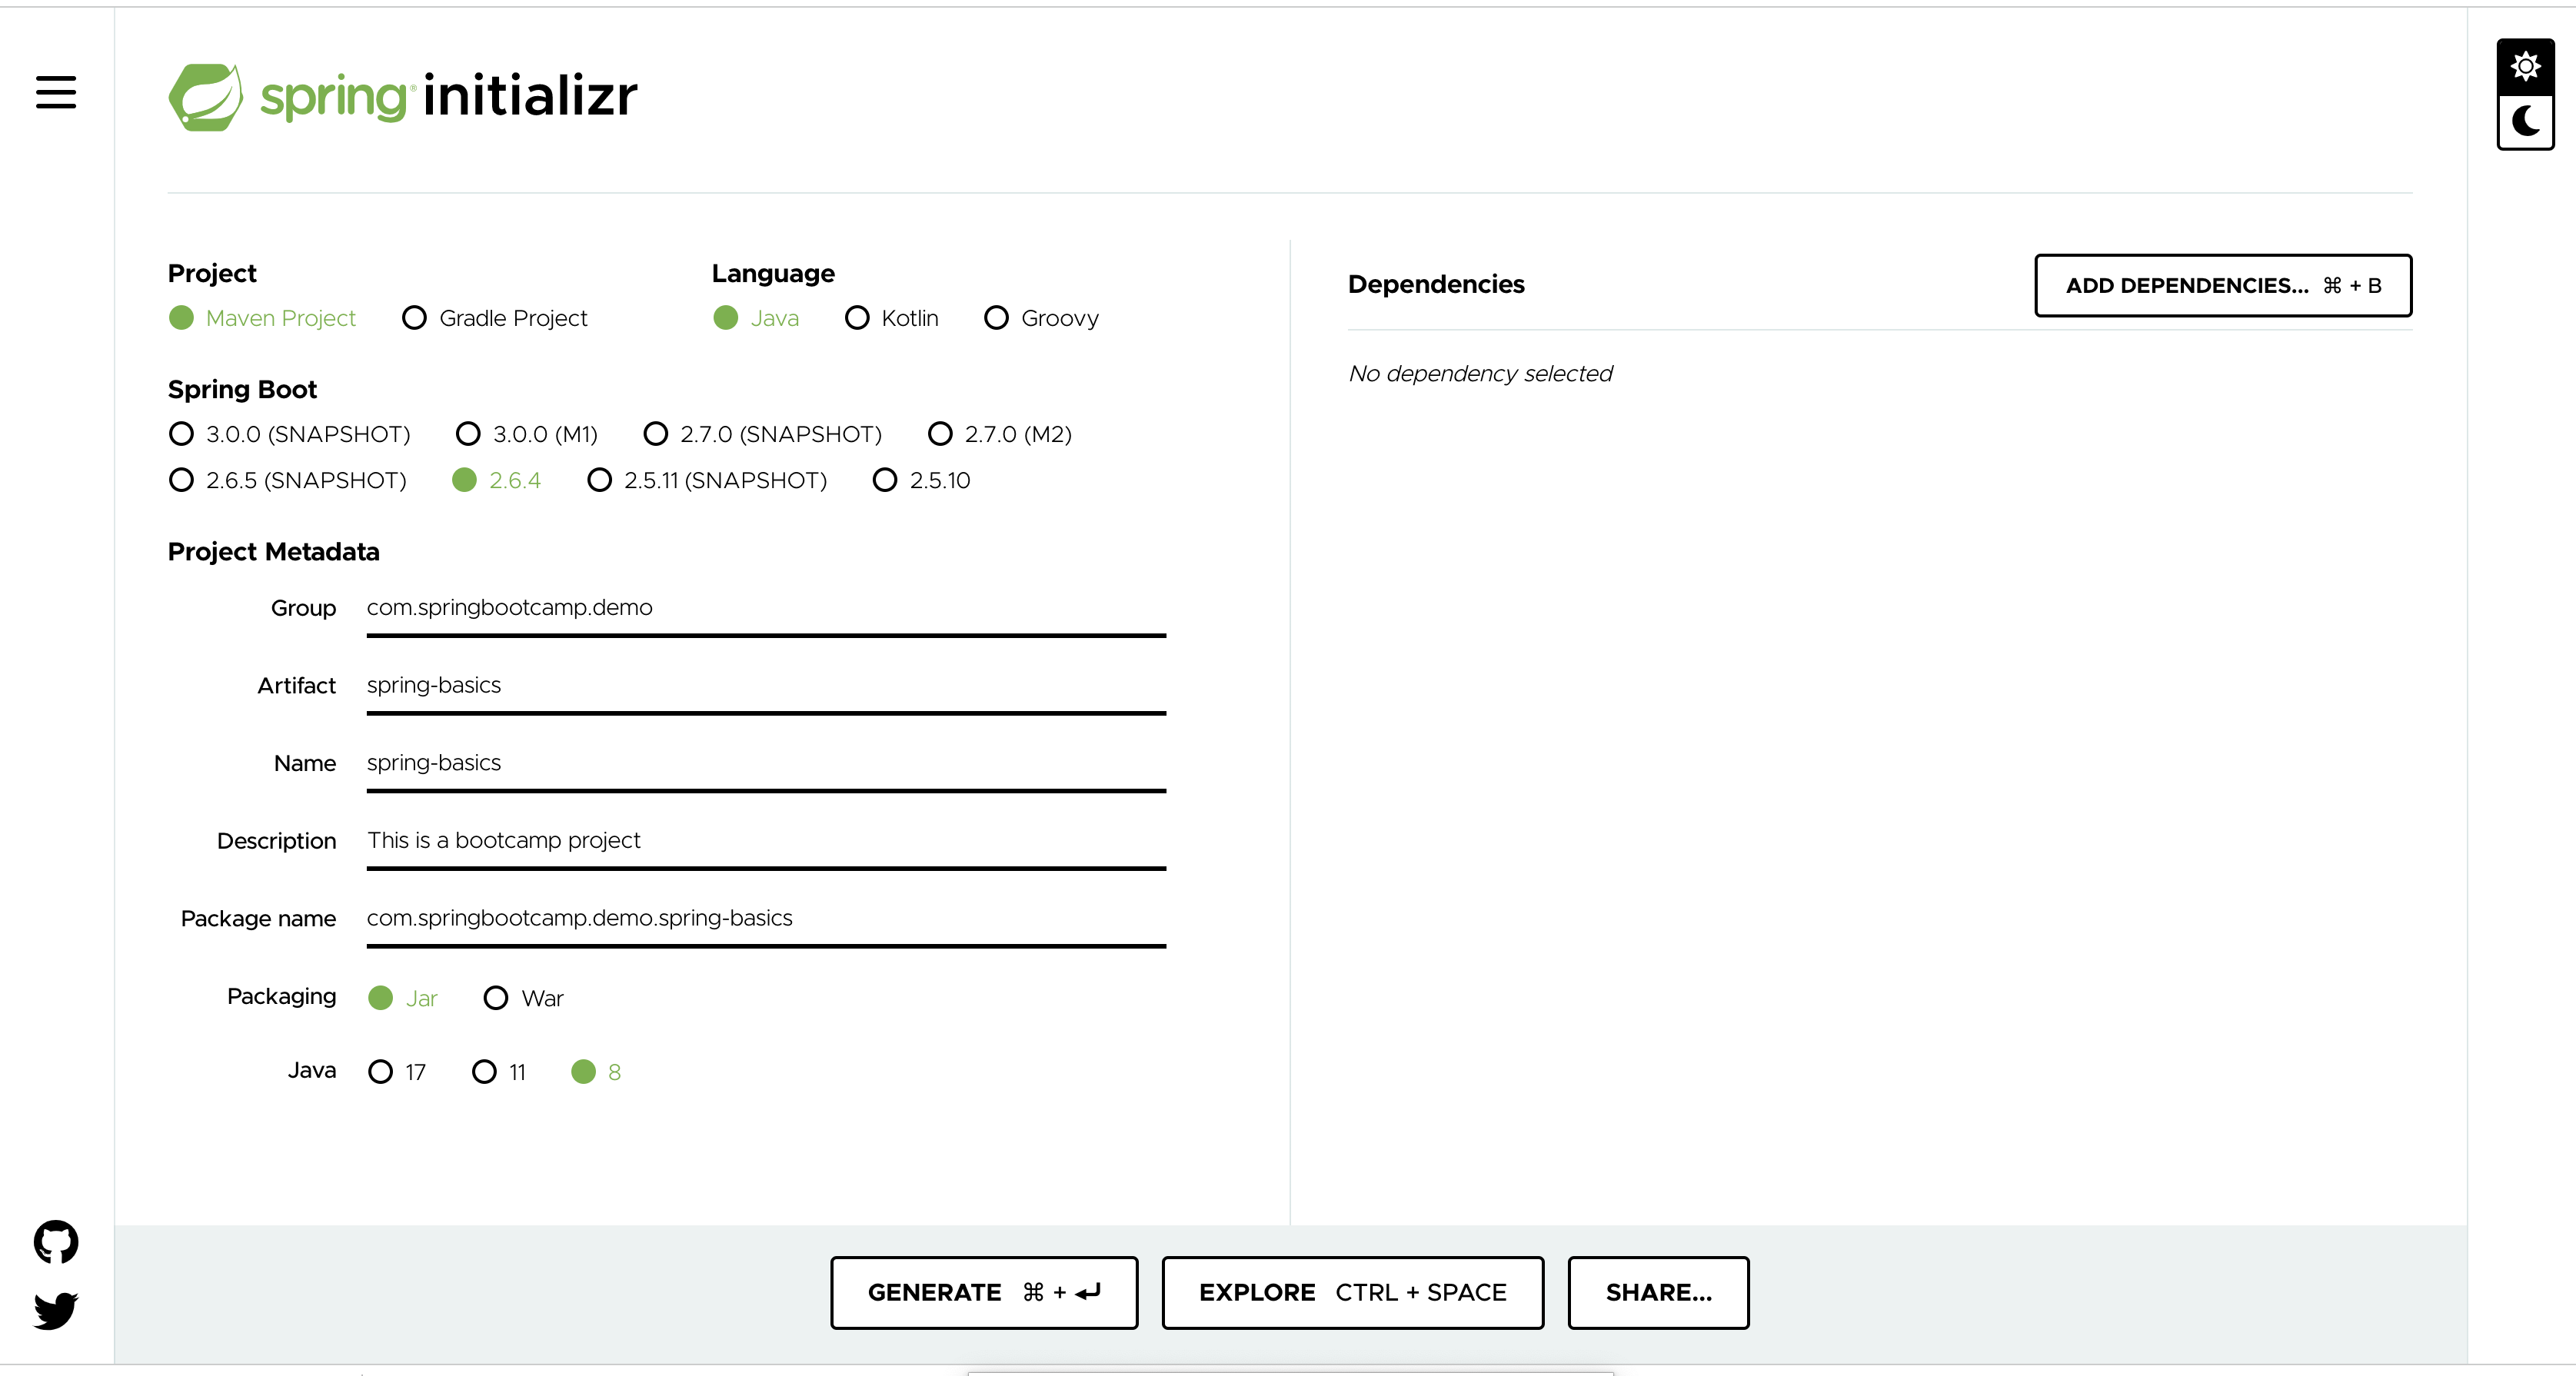 spring initializr
Project
Maven Project Gradle Project
Language
Java Kotlin Groovy
Spring Boot
3.0.0 (SNAPSHOT) 3.0.0 (M1) 2.7.0 (SNAPSHOT) 2.7.0 (M2)
2.6.5 (SNAPSHOT) 2.6.4 2.5.11 (SNAPSHOT) 2.5.10
Project Metadata
Group com.springbootcamp.demo
Artifact spring-basics
Name spring-basics
Description This is a bootcamp project
Package name com.springbootcamp.demo.spring-basics
Packaging Jar War
Java 17 11 8
Dependencies
ADD DEPENDENCIES... ⌘ + B
No dependency selected
GENERATE ⌘ + ⏎
EXPLORE CTRL + SPACE
SHARE...